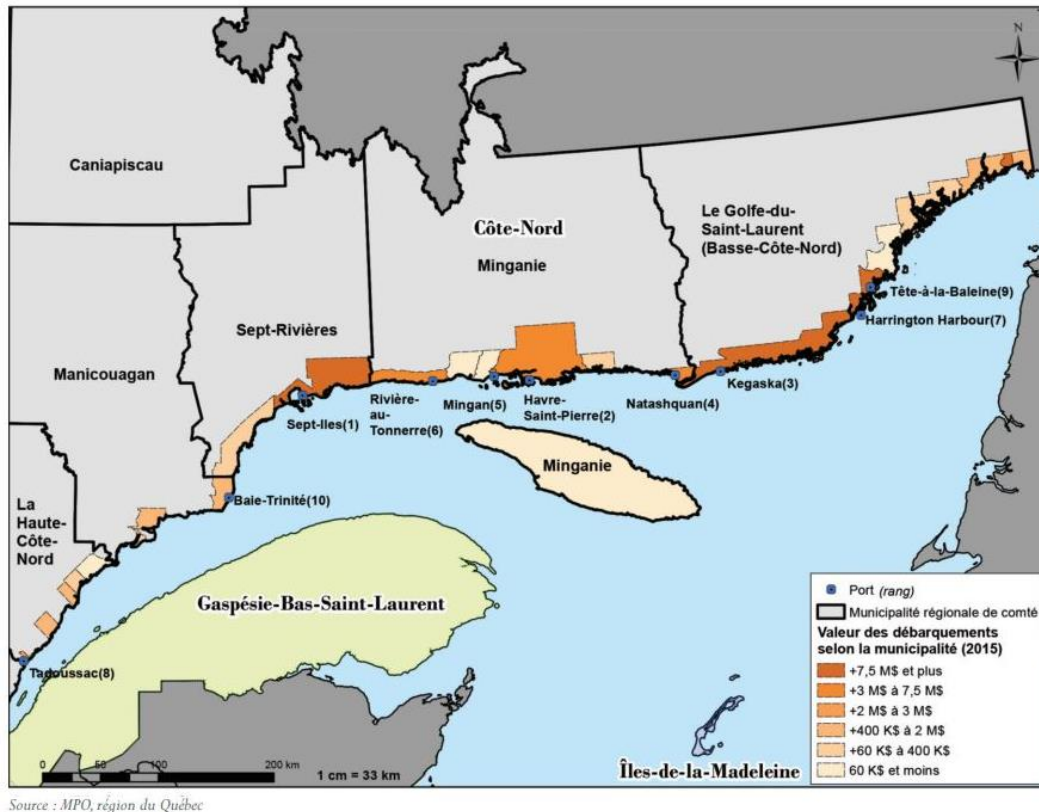 N
Caniapiscau
Côte-Nord
Minganie
Le Golfe-du-
Saint-Laurent
(Basse-Côte-Nord)
Sept-Rivières
Manicouagan
Tête-à-la-Baleine(9)
Harrington Harbour(7)
Kegaska(3)
Natashquan(4)
Havre-
Saint-Pierre(2)
Mingan(5)
Rivière-
au-
Tonnerre(6)
Sept-Iles(1)
Minganie
Baie-Trinité(10)
La
Haute-
Côte-
Nord
Gaspésie-Bas-Saint-Laurent
Tadoussac(8)
Îles-de-la-Madeleine
0 50 100 200 km
1 cm = 33 km
Port (rang)
Municipalité régionale de comté
Valeur des débarquements
selon la municipalité (2015)
+7,5 M$ et plus
+3 M$ à 7,5 M$
+2 M$ à 3 M$
+400 K$ à 2 M$
+60 K$ à 400 K$
60 K$ et moins
Source : MPO, région du Québec